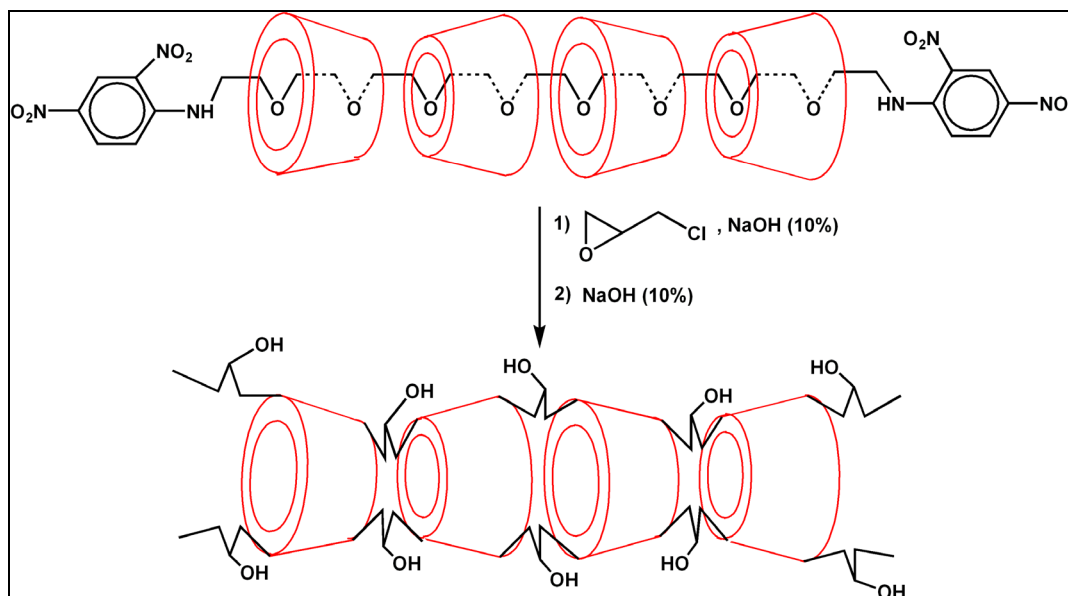 NO₂
O₂N
O₂N
NH
O
O
O
O
O
O
O
O
HN
NO
1)
O
Cl
, NaOH (10%)
2) NaOH (10%)
OH
OH
HO
OH
HO
OH
OH
OH
HO
OH